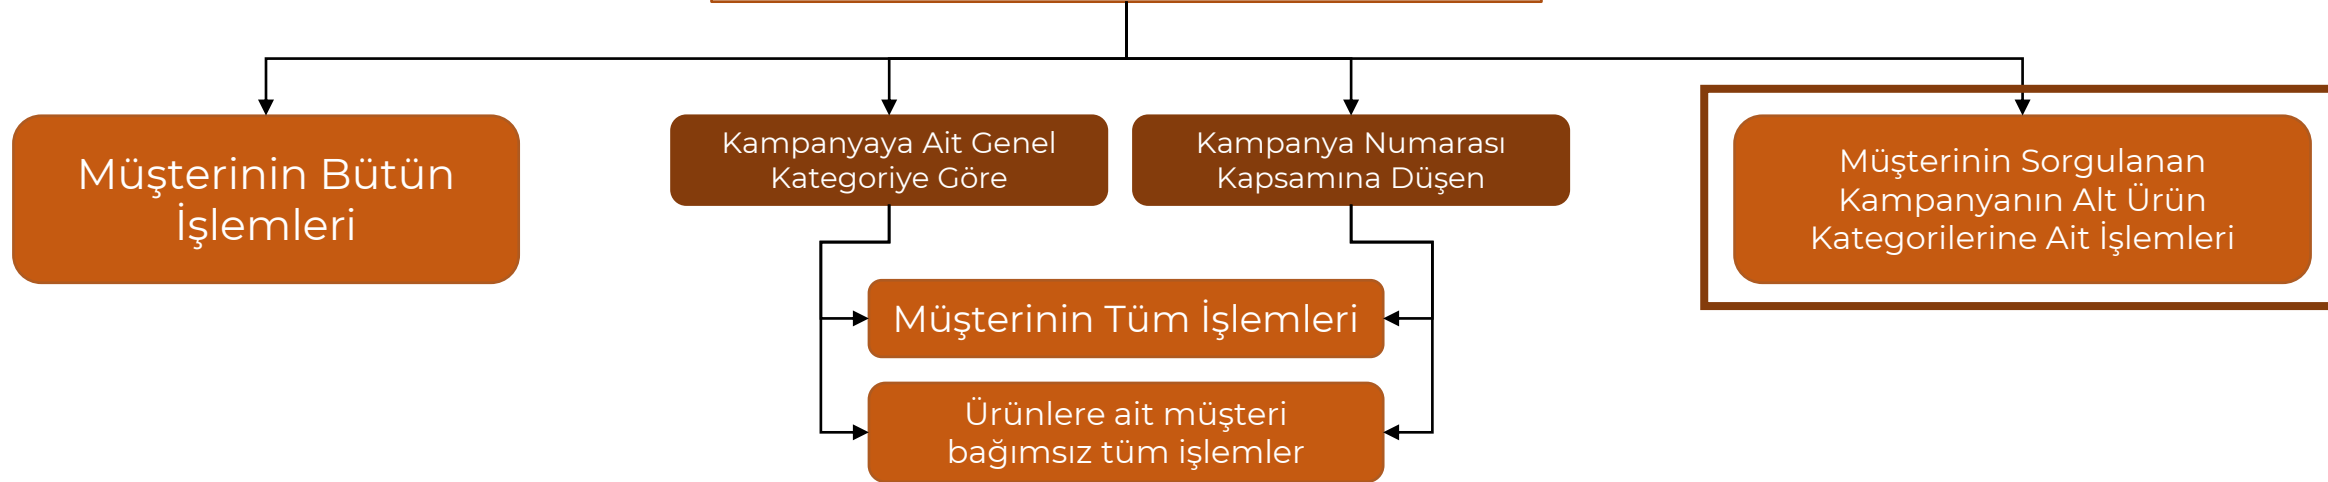 Müşterinin Bütün
İşlemleri
Kampanyaya Ait Genel
Kategoriye Göre
Kampanya Numarası
Kapsamına Düşen
Müşterinin Sorgulanan
Kampanyanın Alt Ürün
Kategorilerine Ait İşlemleri
Müşterinin Tüm İşlemleri
Ürünlere ait müşteri
bağımsız tüm işlemler